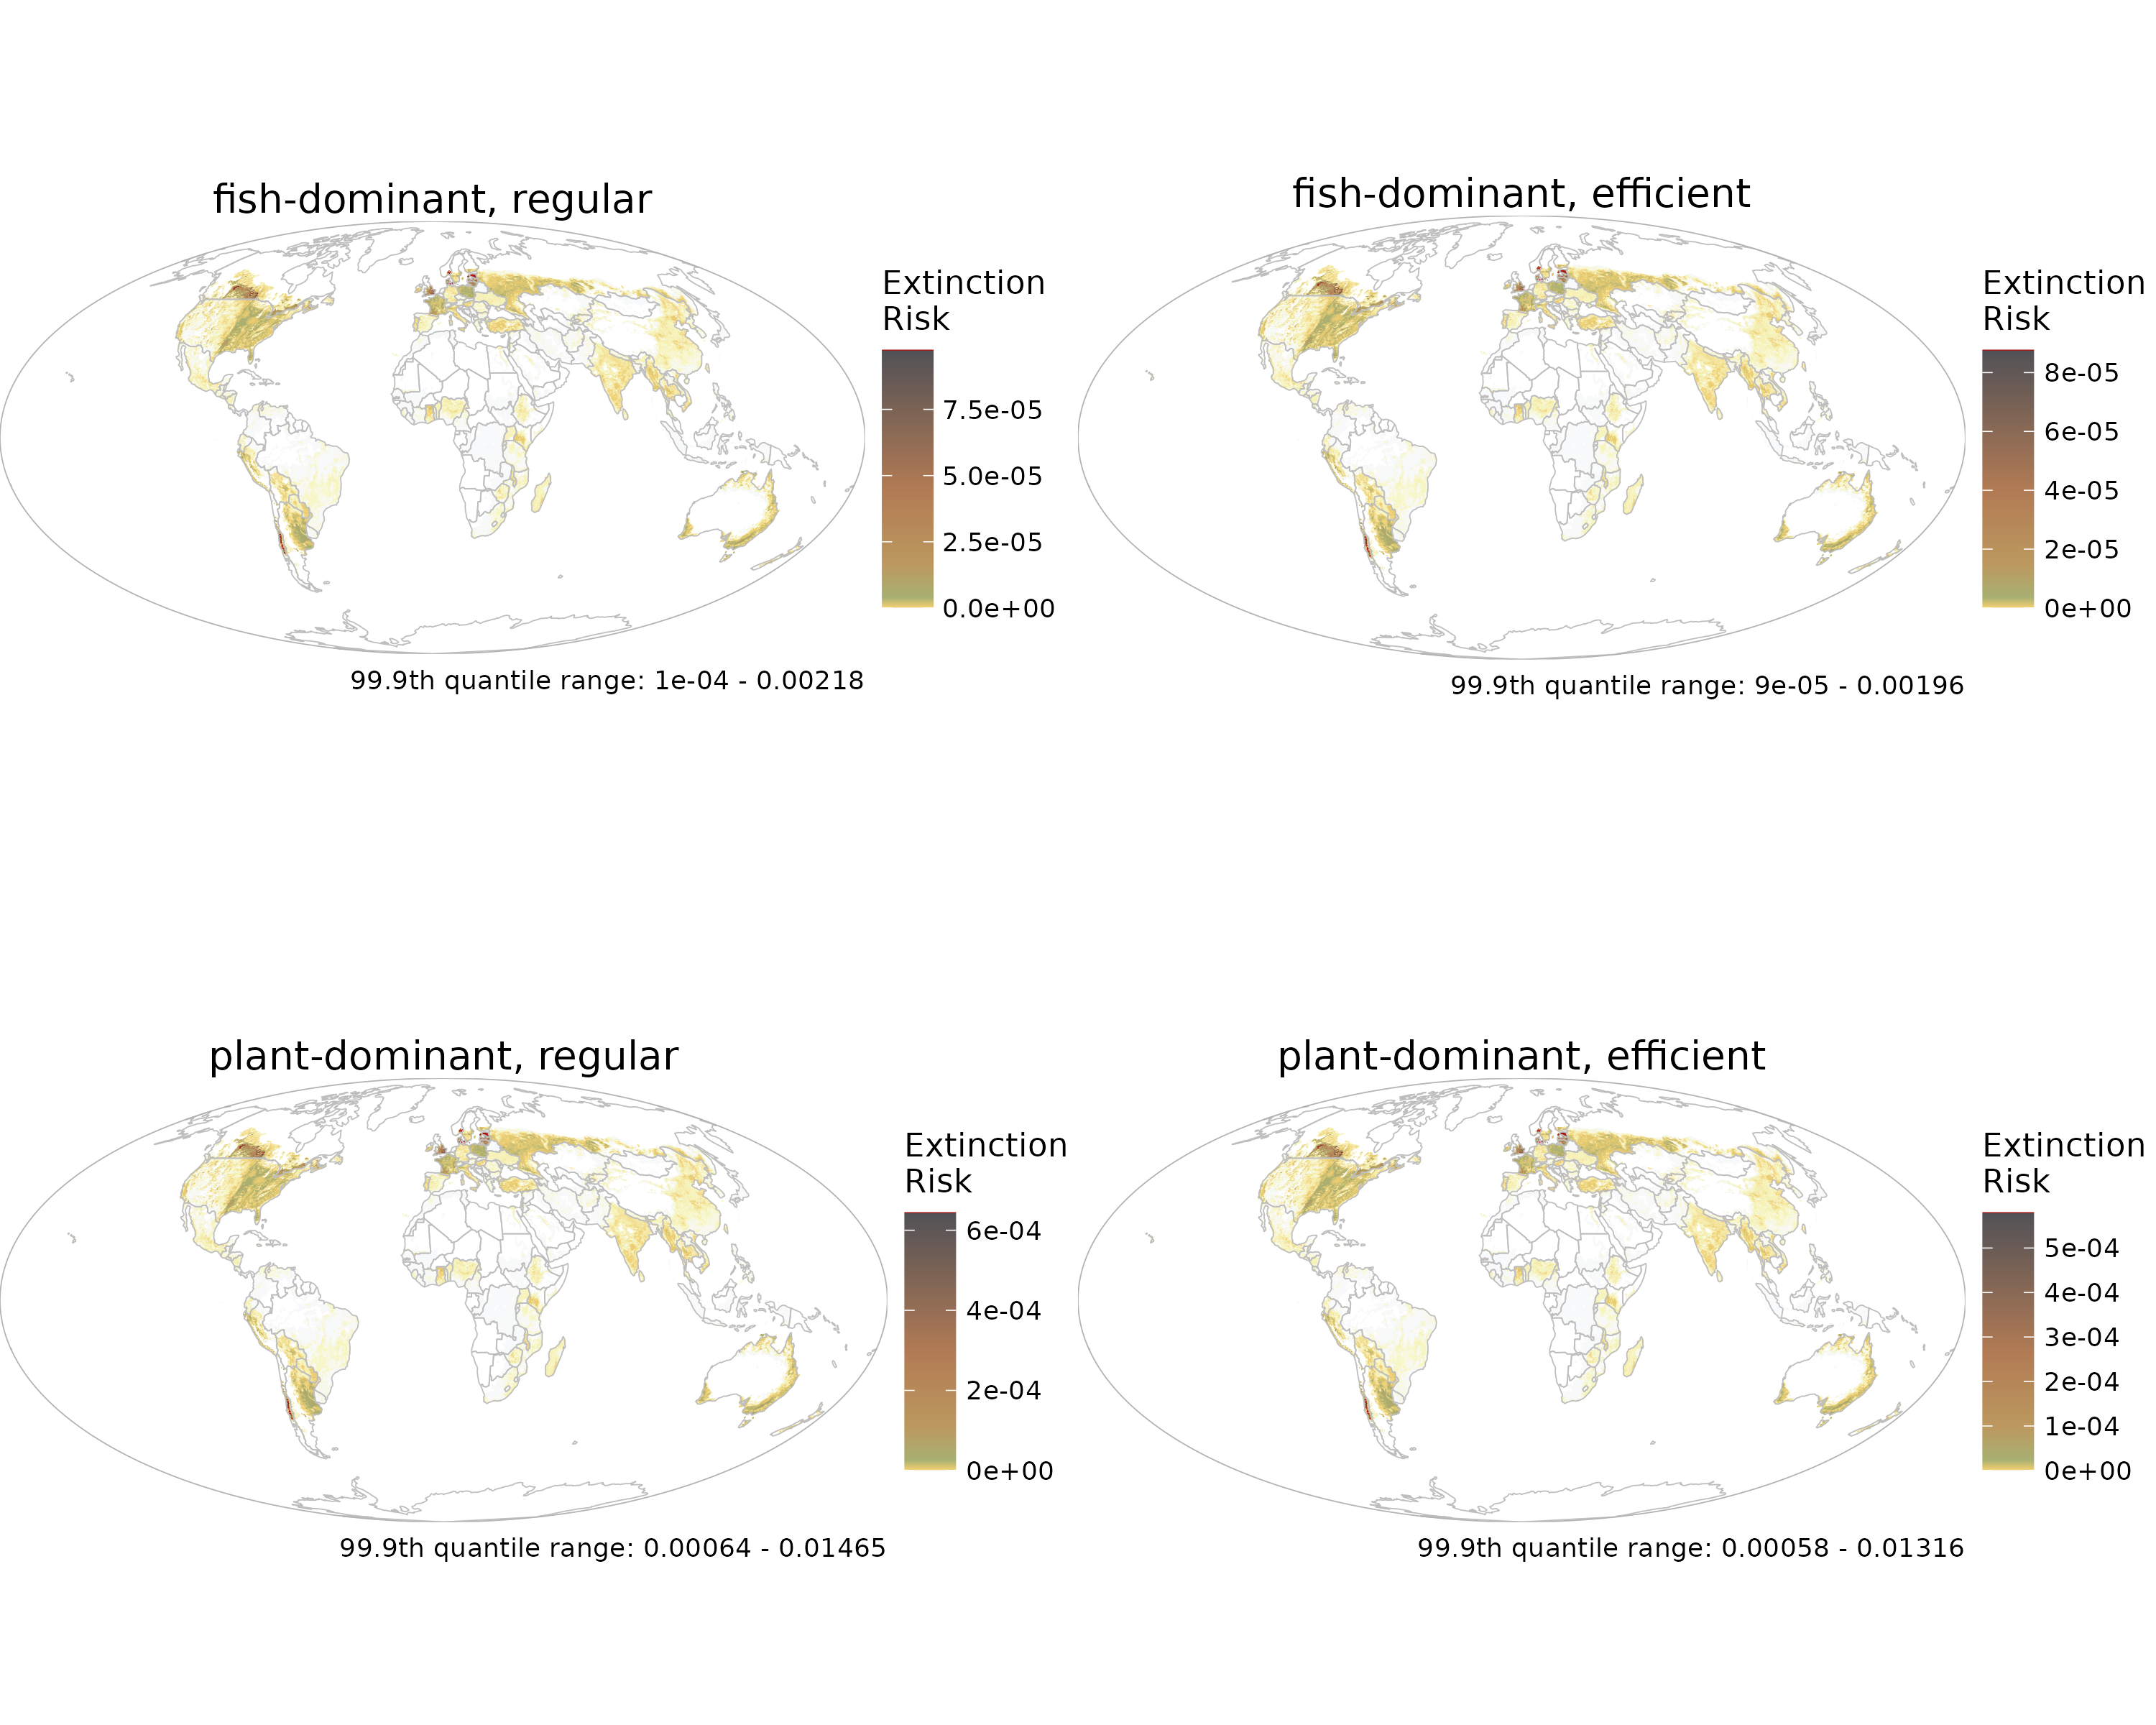 fish-dominant, regular
Extinction
Risk
7.5e-05
5.0e-05
2.5e-05
0.0e+00
99.9th quantile range: 1e-04 - 0.00218
fish-dominant, efficient
Extinction
Risk
8e-05
6e-05
4e-05
2e-05
0e+00
99.9th quantile range: 9e-05 - 0.00196
plant-dominant, regular
Extinction
Risk
6e-04
4e-04
2e-04
0e+00
99.9th quantile range: 0.00064 - 0.01465
plant-dominant, efficient
Extinction
Risk
5e-04
4e-04
3e-04
2e-04
1e-04
0e+00
99.9th quantile range: 0.00058 - 0.01316